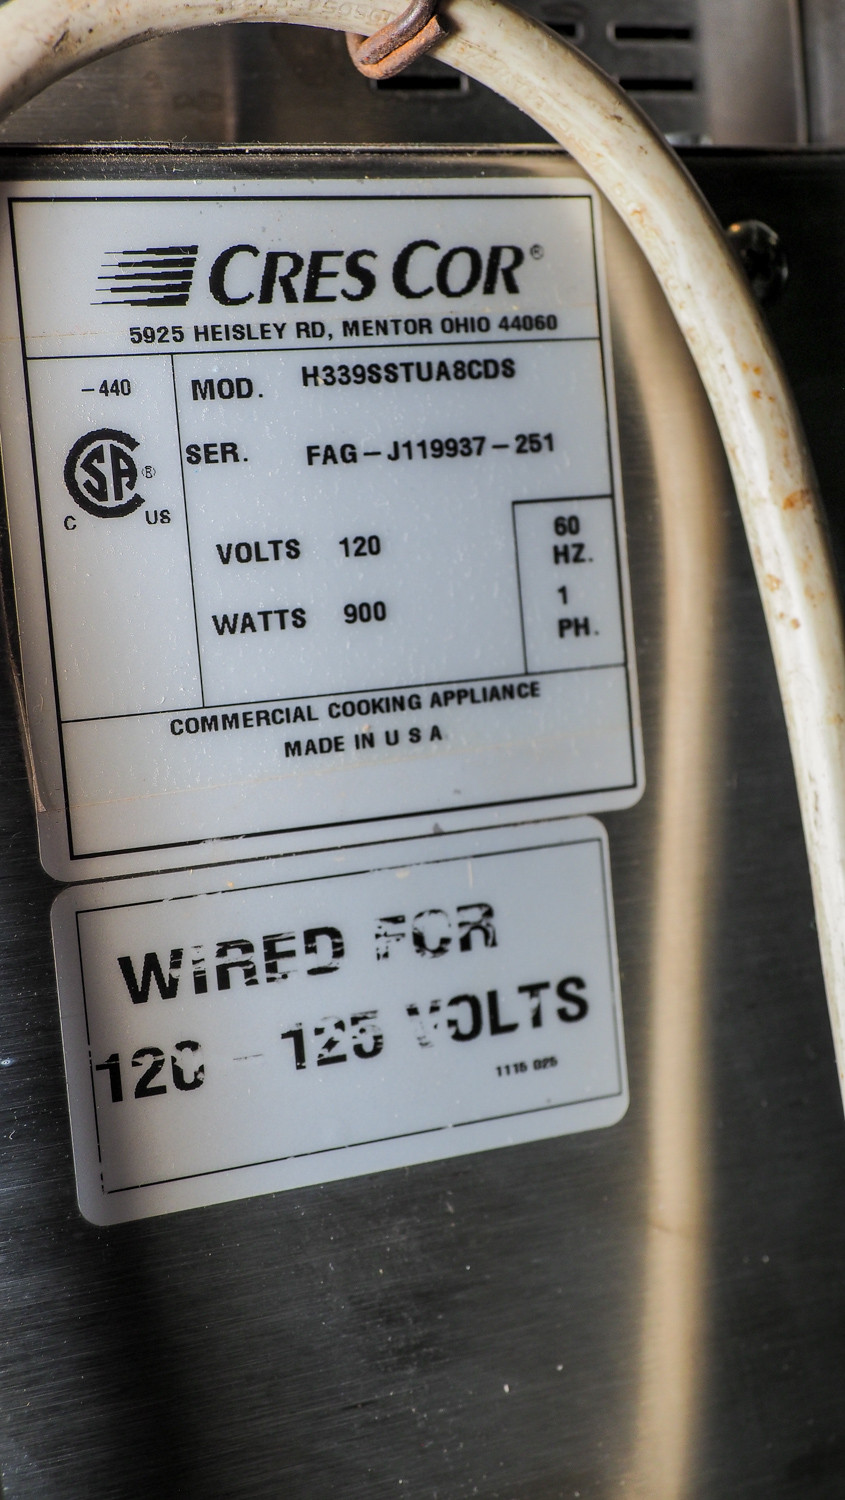 CRES COR®
5925 HEISLEY RD, MENTOR OHIO 44060
-440
MOD. H339SSTUA8CDS
SA ®
C US
SER. FAG-J119937-251
VOLTS 120
WATTS 900
60
HZ.
1
PH.
COMMERCIAL COOKING APPLIANCE
MADE IN U S A
WIRED FOR
120 - 125 VOLTS
1115 025